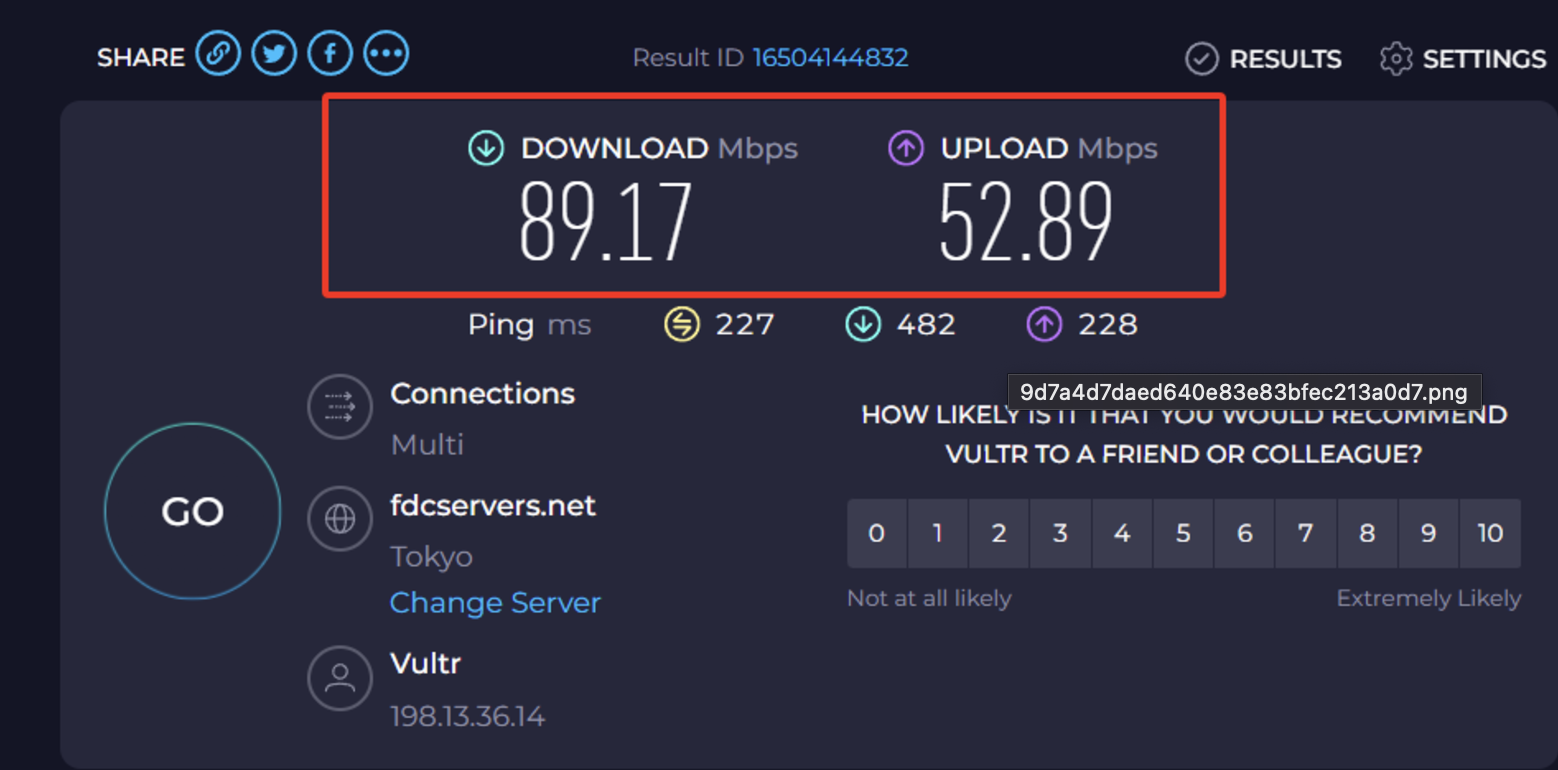 SHARE Result ID 16504144832 RESULTS SETTINGS
DOWNLOAD Mbps UPLOAD Mbps
89.17 52.89
Ping ms 227 482 228
Connections
Multi
9d7a4d7daed640e83e83bfec213a0d7.png
HOW LIKELY IS IT THAT YOU WOULD RECOMMEND
VULTR TO A FRIEND OR COLLEAGUE?
GO
fdcservers.net
Tokyo
Change Server
0 1 2 3 4 5 6 7 8 9 10
Not at all likely Extremely Likely
Vultr
198.13.36.14